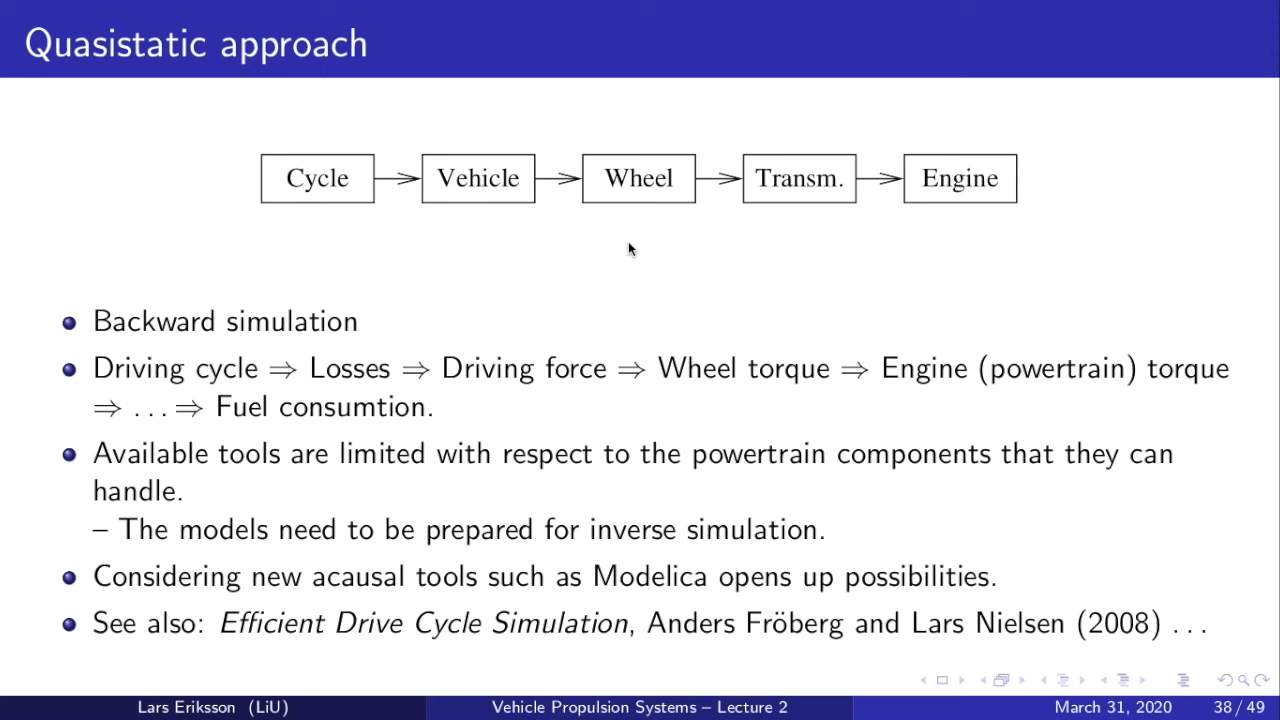 Quasistatic approach
Cycle
Vehicle
Wheel
Transm.
Engine
Backward simulation
Driving cycle ⇒ Losses ⇒ Driving force ⇒ Wheel torque ⇒ Engine (powertrain) torque
⇒ ... ⇒ Fuel consumtion.
Available tools are limited with respect to the powertrain components that they can
handle.
– The models need to be prepared for inverse simulation.
Considering new acausal tools such as Modelica opens up possibilities.
See also: Efficient Drive Cycle Simulation, Anders Fröberg and Lars Nielsen (2008) ...
Lars Eriksson (LiU)
Vehicle Propulsion Systems – Lecture 2
March 31, 2020
38 / 49